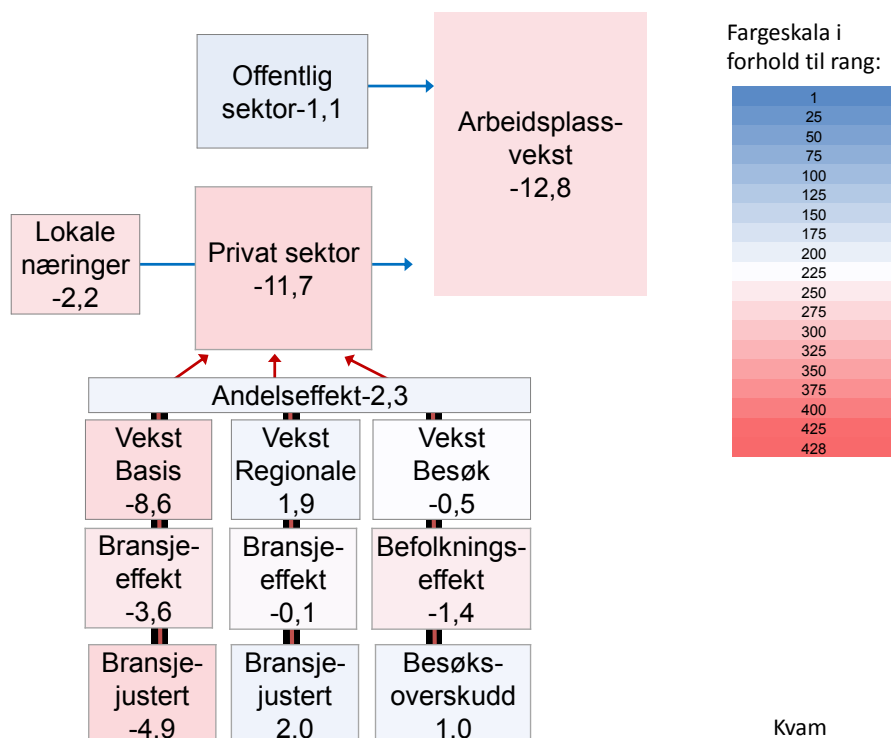 Offentlig
sektor-1,1
Arbeidsplass-
vekst
-12,8
Lokale
næringer
-2,2
Privat sektor
-11,7
Andelseffekt-2,3
Vekst
Basis
-8,6
Vekst
Regionale
1,9
Vekst
Besøk
-0,5
Bransje-
effekt
-3,6
Bransje-
effekt
-0,1
Befolknings-
effekt
-1,4
Bransje-
justert
-4,9
Bransje-
justert
2,0
Besøks-
overskudd
1,0
Fargeskala i
forhold til rang:
1
25
50
75
100
125
150
175
200
225
250
275
300
325
350
375
400
425
428
Kvam